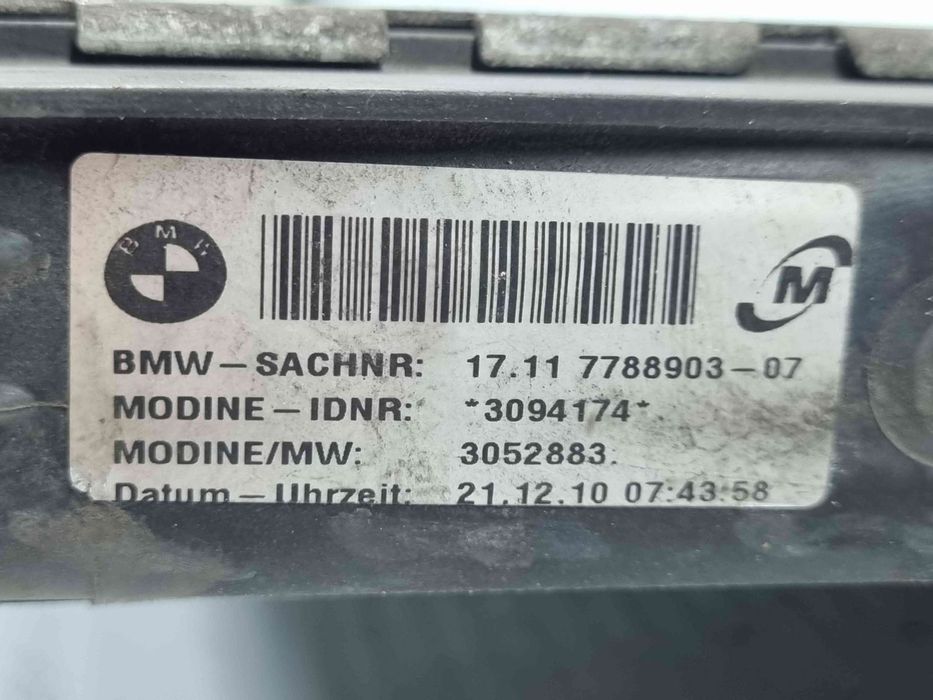 BMW
M
BMW-SACHNR: 17.11 7788903-07
MODINE-IDNR: *3094174*
MODINE/MW: 3052883.
Datum-Uhrzeit: 21.12.10 07:43:58